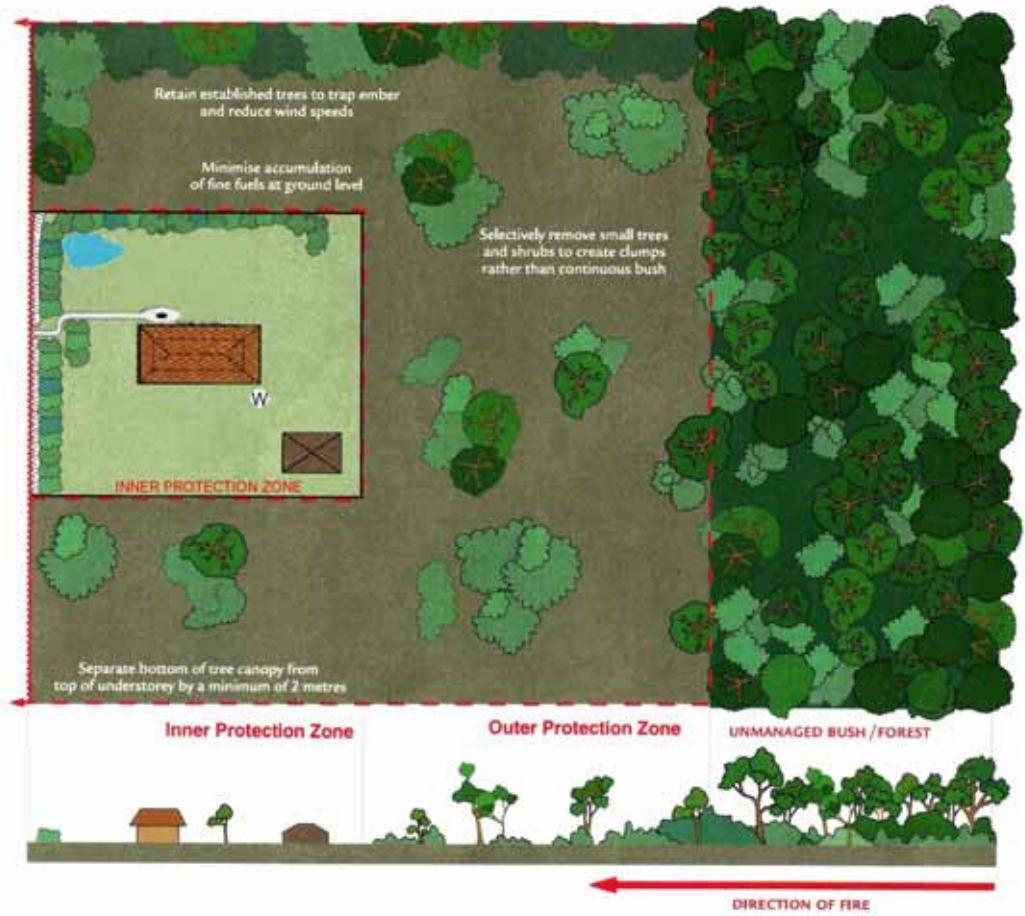 Retain established trees to trap ember
and reduce wind speeds
Minimise accumulation
of fine fuels at ground level
Selectively remove small trees
and shrubs to create clumps
rather than continuous bush
W
INNER PROTECTION ZONE
Separate bottom of tree canopy from
top of understorey by a minimum of 2 metres
Inner Protection Zone
Outer Protection Zone
UNMANAGED BUSH / FOREST
DIRECTION OF FIRE